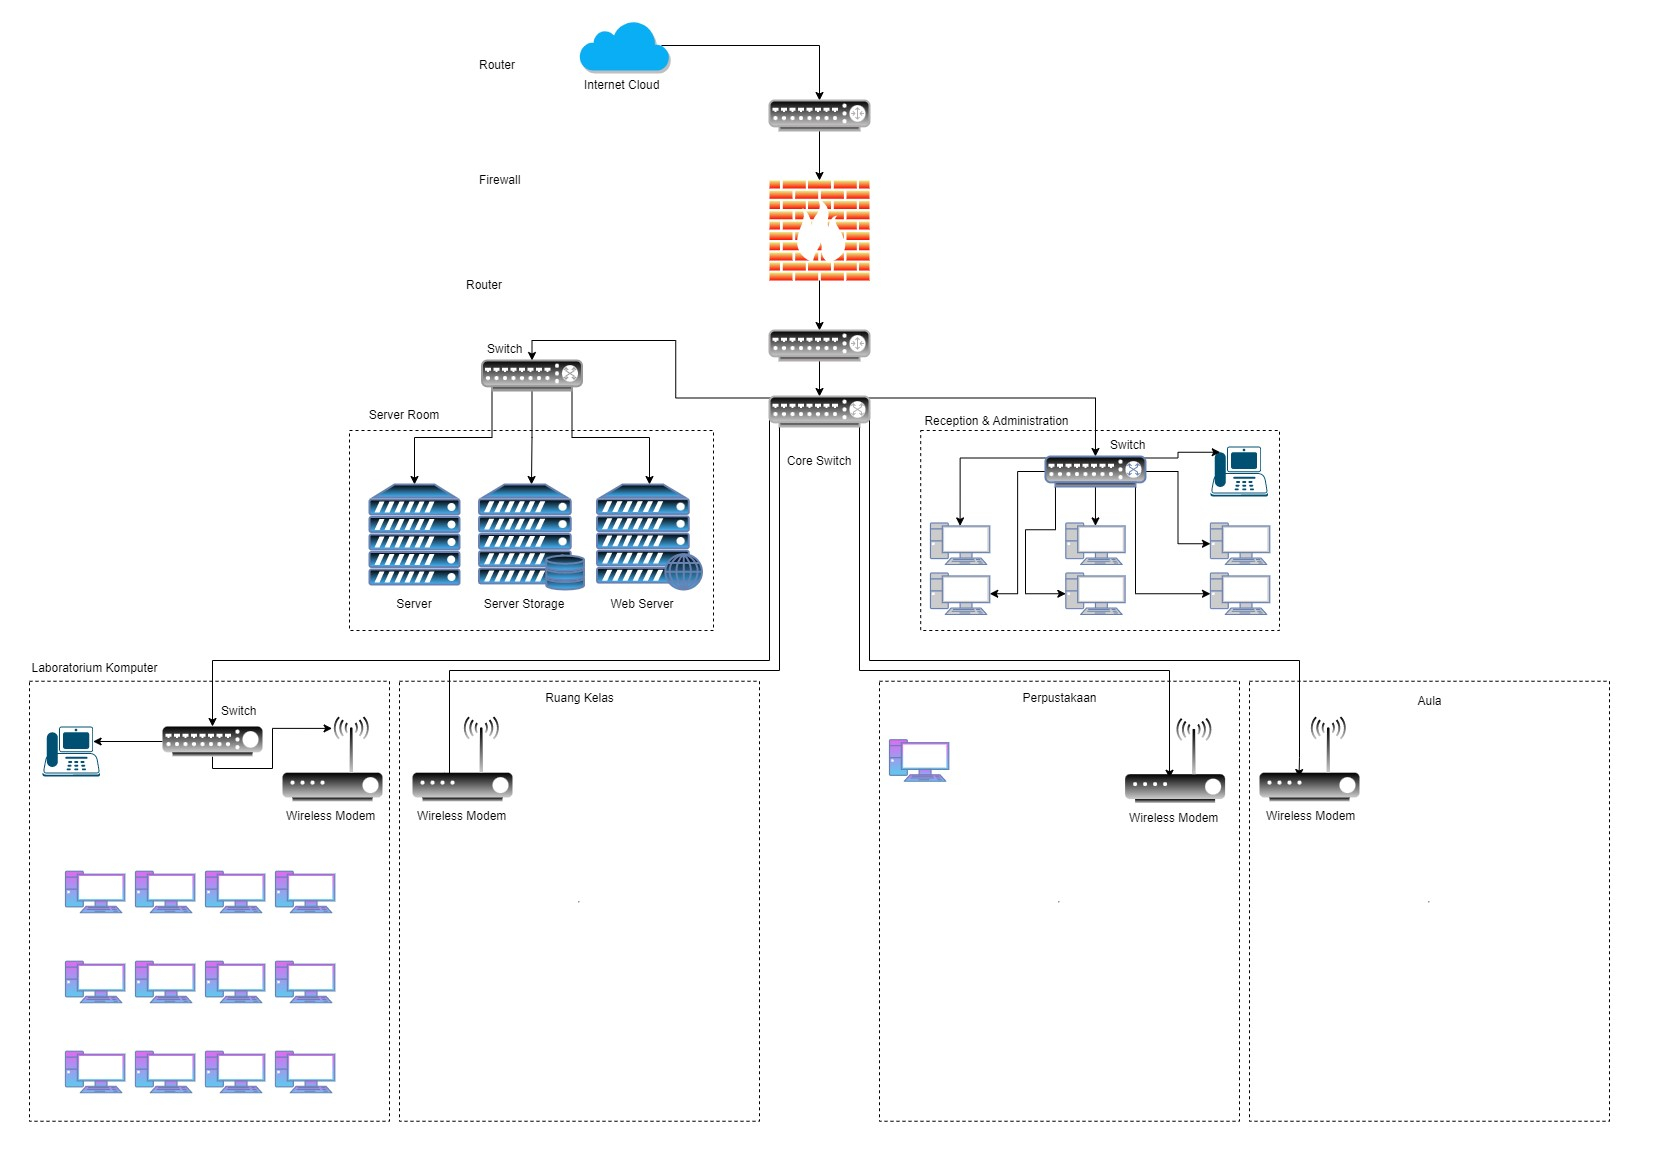 Router
Internet Cloud
Firewall
Router
Switch
Server Room
Core Switch
Reception & Administration
Switch
Server
Server Storage
Web Server
Laboratorium Komputer
Switch
Wireless Modem
Ruang Kelas
Wireless Modem
Perpustakaan
Wireless Modem
Aula
Wireless Modem